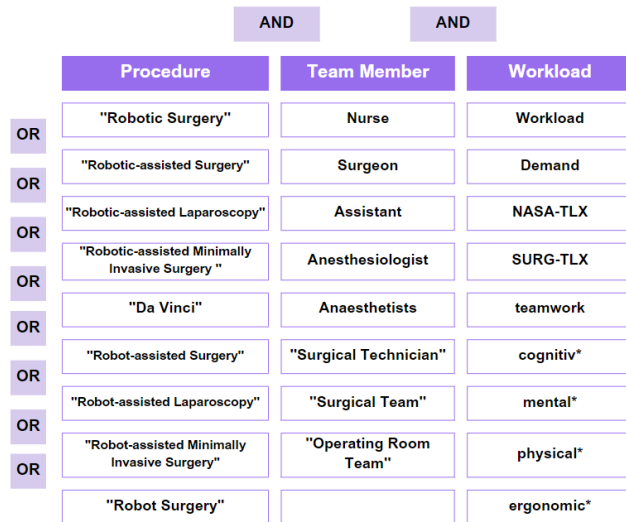 AND AND
Procedure Team Member Workload
"Robotic Surgery" Nurse Workload
OR
"Robotic-assisted Surgery" Surgeon Demand
OR
"Robotic-assisted Laparoscopy" Assistant NASA-TLX
OR
"Robotic-assisted Minimally
Invasive Surgery " Anesthesiologist SURG-TLX
OR
"Da Vinci" Anaesthetists teamwork
OR
"Robot-assisted Surgery" "Surgical Technician" cognitiv*
OR
"Robot-assisted Laparoscopy" "Surgical Team" mental*
OR
"Robot-assisted Minimally
Invasive Surgery" "Operating Room
Team" physical*
OR
"Robot Surgery" ergonomic*